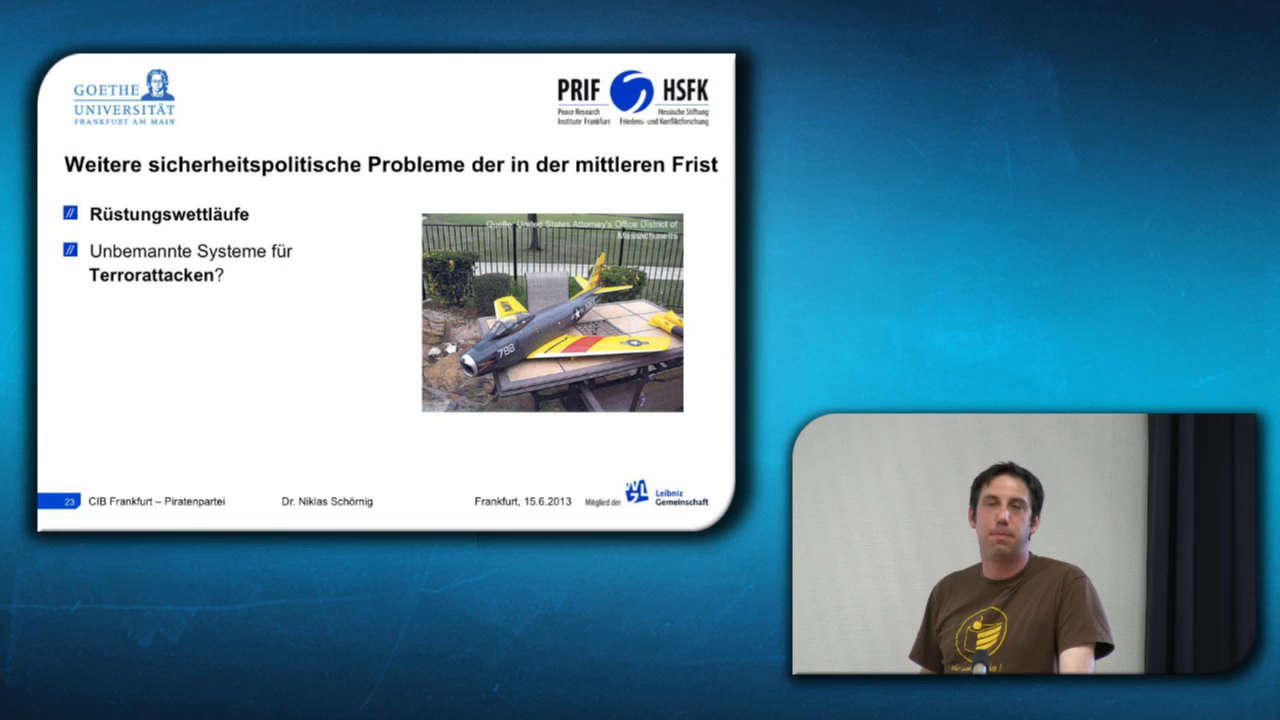 GOETHE
UNIVERSITÄT
FRANKFURT AM MAIN
PRIF HSFK
Peace Research Hessische Stiftung
Institute Frankfurt Friedens- und Konfliktforschung
Weitere sicherheitspolitische Probleme der in der mittleren Frist
Rüstungswettläufe
Unbemannte Systeme für
Terrorattacken?
Quelle: United States Attorney's Office District of
Massachusetts
798
23 CIB Frankfurt – Piratenpartei Dr. Niklas Schörnig Frankfurt, 15.6.2013 Mitglied der
Leibniz
Gemeinschaft